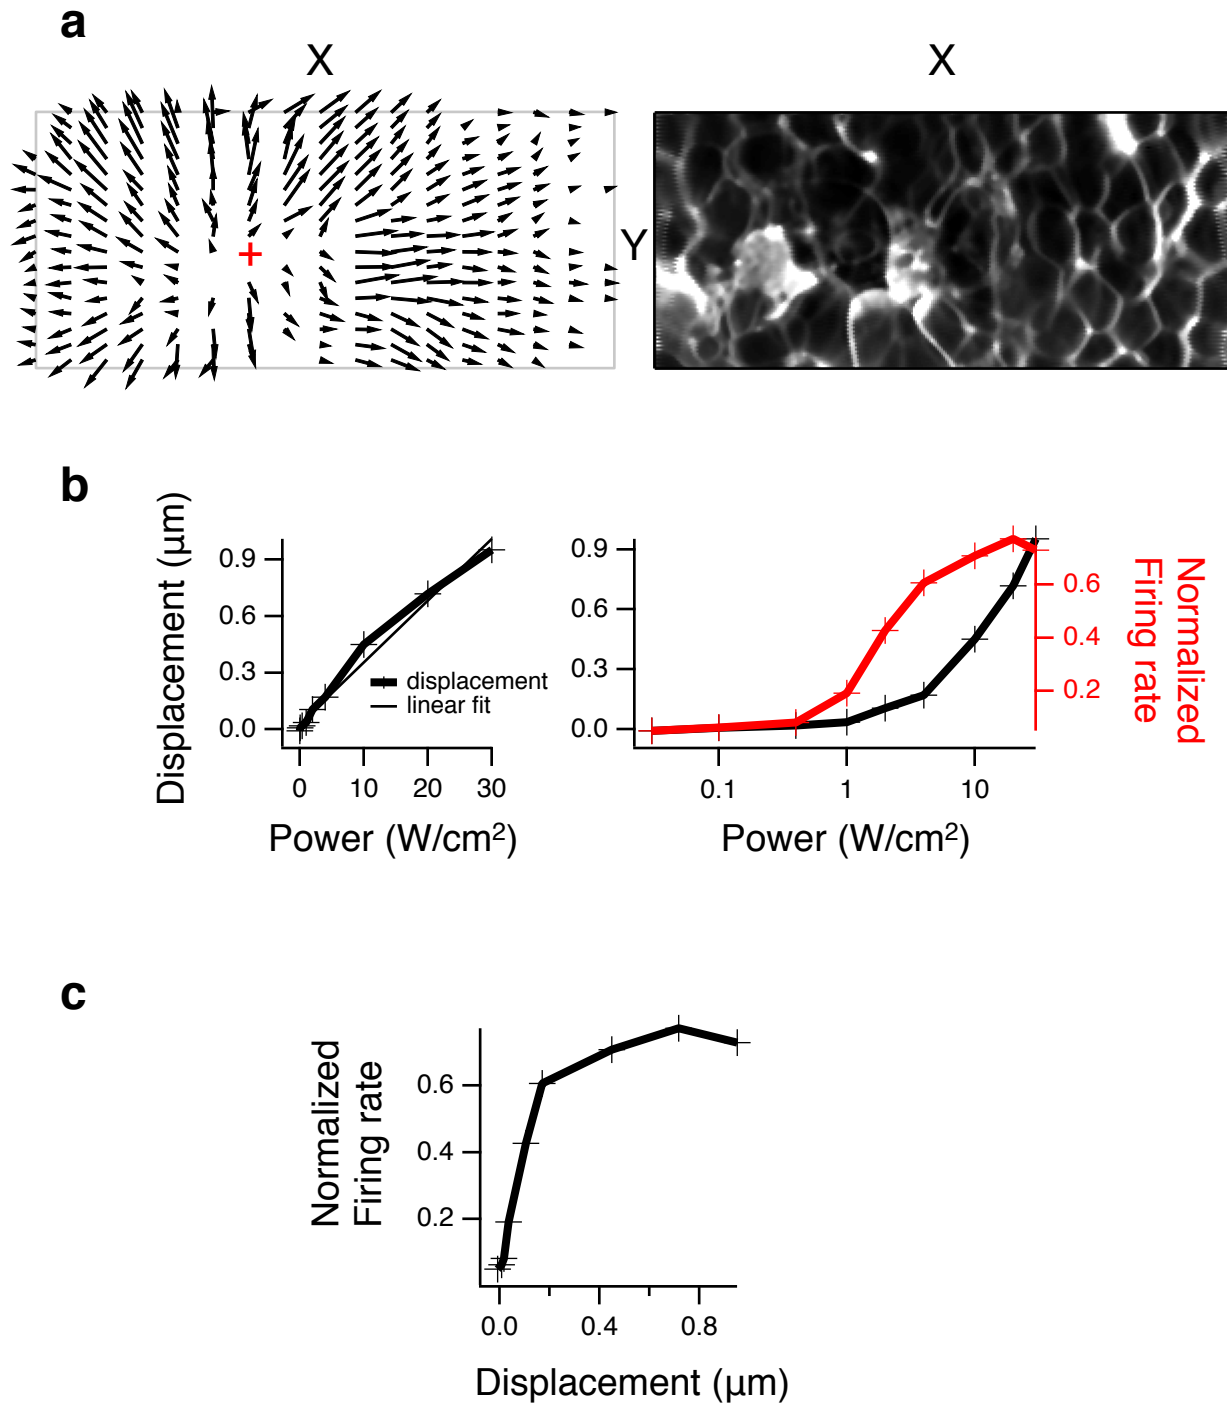 a
X
X
Y
b
Displacement (µm)
0.9
0.6
0.3
0.0
displacement
linear fit
0
10
20
30
Power (W/cm²)
0.9
0.6
0.3
0.0
0.1
1
10
Power (W/cm²)
0.6
0.4
0.2
Normalized
Firing rate
c
Normalized
Firing rate
0.6
0.4
0.2
0.0
0.4
0.8
Displacement (µm)